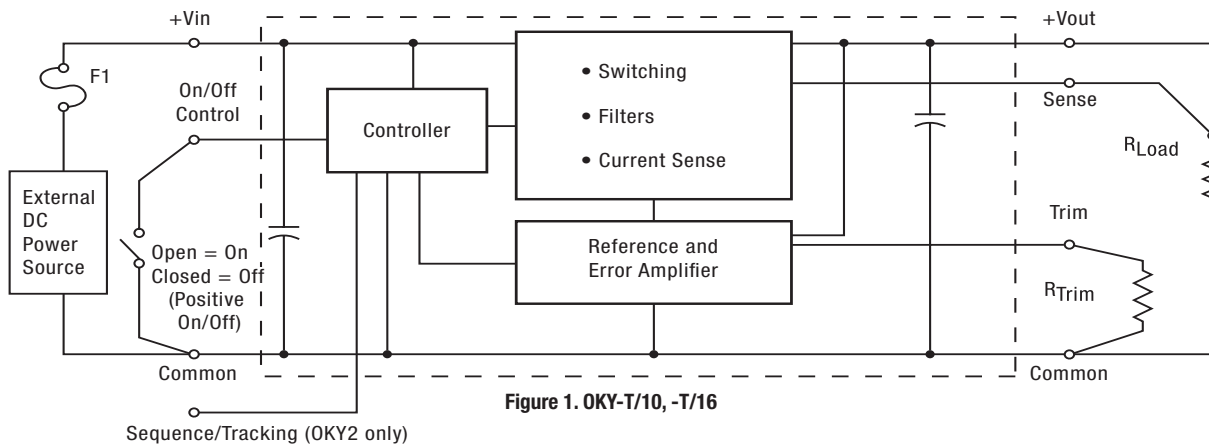 +Vin
+Vout
F1
On/Off
Control
• Switching
• Filters
• Current Sense
Controller
Sense
RLoad
External
DC
Power
Source
Open = On
Closed = Off
(Positive
On/Off)
Reference and
Error Amplifier
Trim
RTrim
Common
Common
Figure 1. OKY-T/10, -T/16
Sequence/Tracking (OKY2 only)